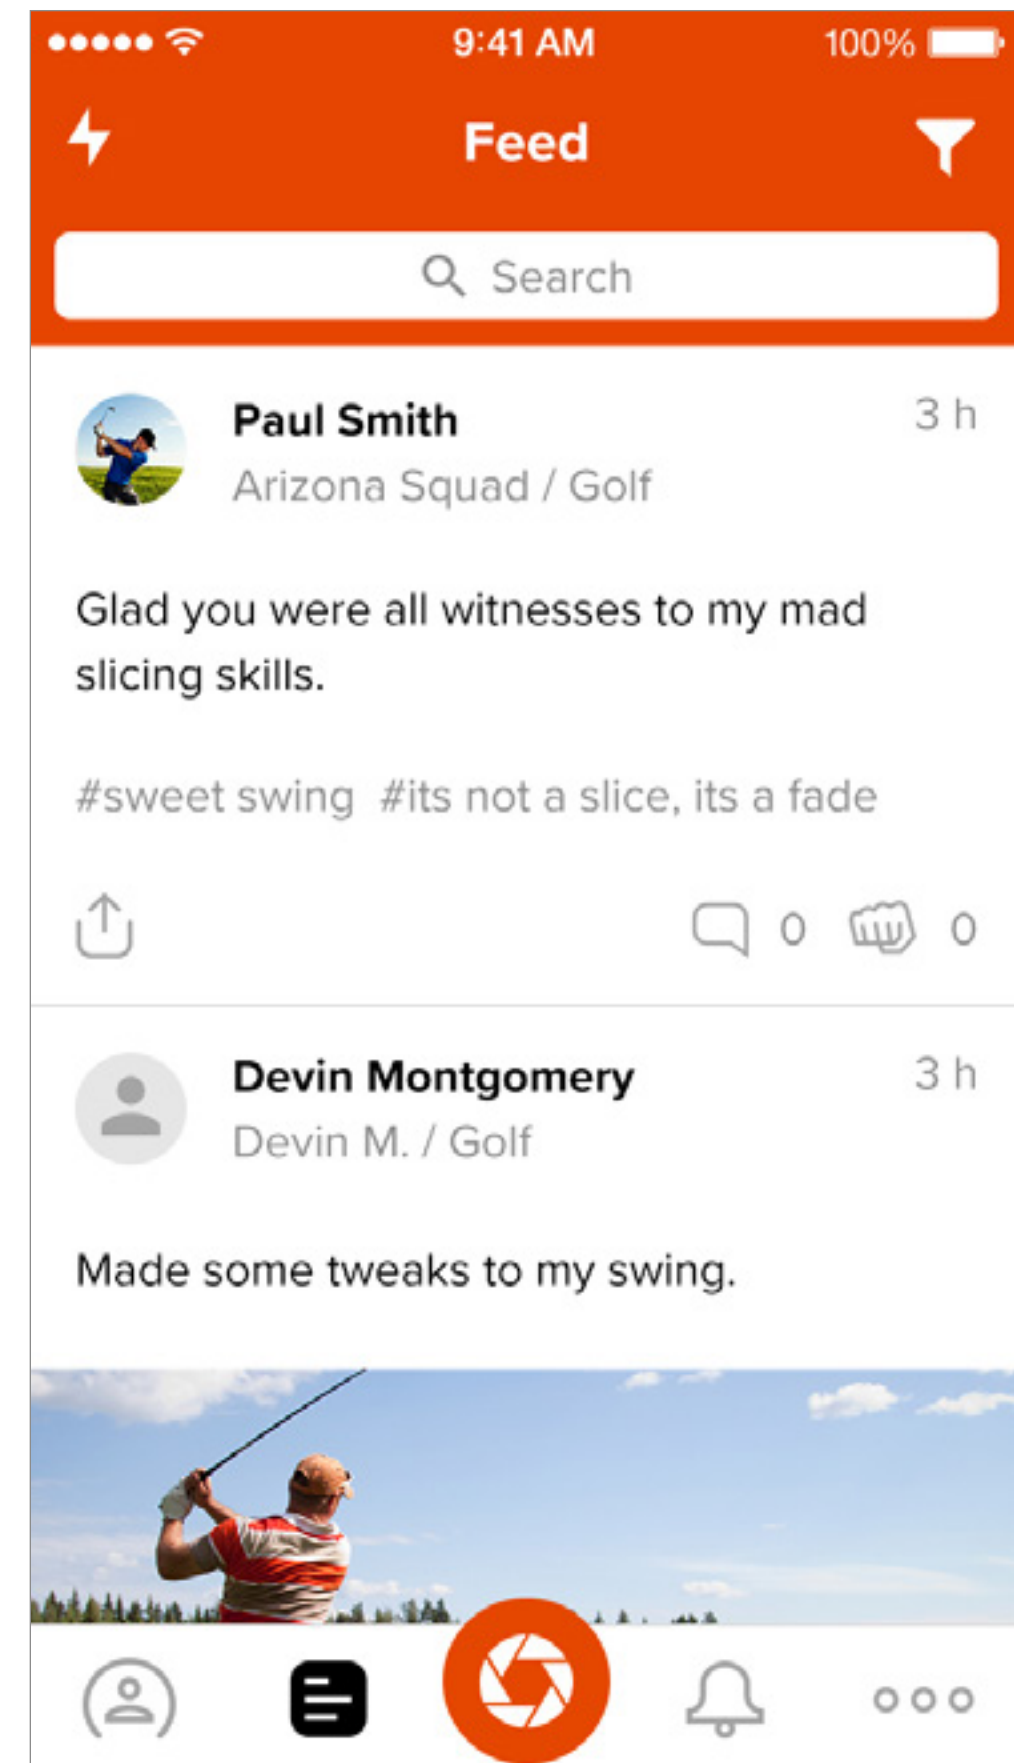 9:41 AM 100%
Feed
Search
Paul Smith 3 h
Arizona Squad / Golf
Glad you were all witnesses to my mad
slicing skills.
#sweet swing #its not a slice, its a fade
0 0
Devin Montgomery 3 h
Devin M. / Golf
Made some tweaks to my swing.